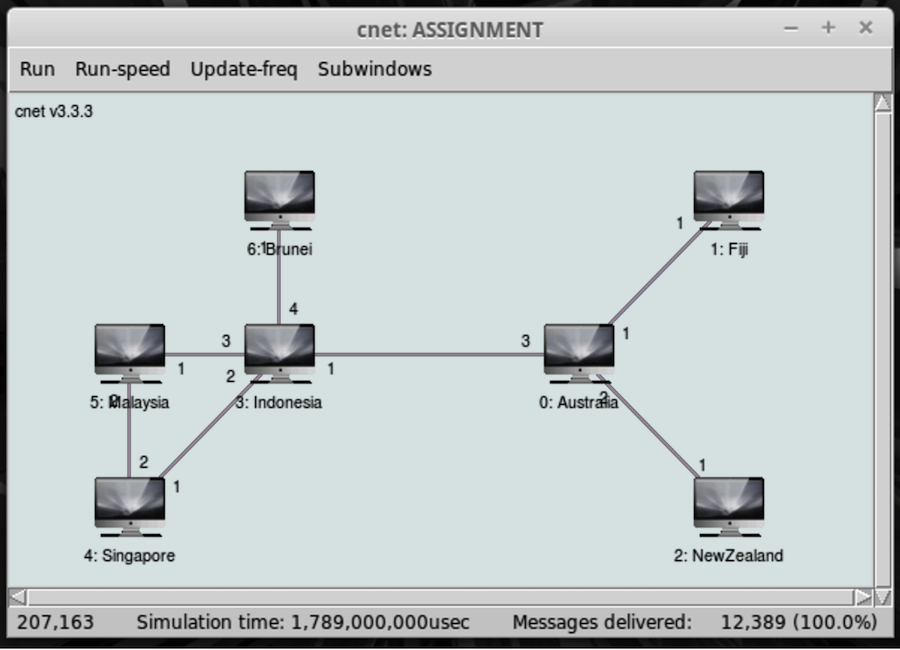 cnet: ASSIGNMENT
Run Run-speed Update-freq Subwindows
cnet v3.3.3
6: Brunei
1
1
1: Fiji
4
3
1
2
1
3
1
5: Malaysia
2
3: Indonesia
0: Australia
2
2
1
1
4: Singapore
2: NewZealand
207,163 Simulation time: 1,789,000,000usec Messages delivered: 12,389 (100.0%)